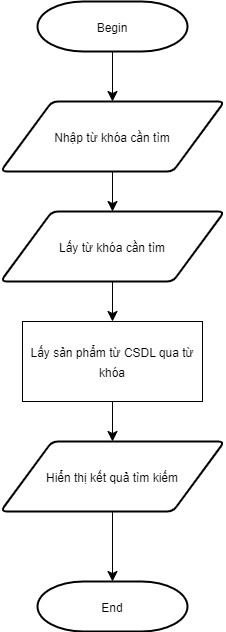 Begin
Nhập từ khóa cần tìm
Lấy từ khóa cần tìm
Lấy sản phẩm từ CSDL qua từ
khóa
Hiển thị kết quả tìm kiếm
End